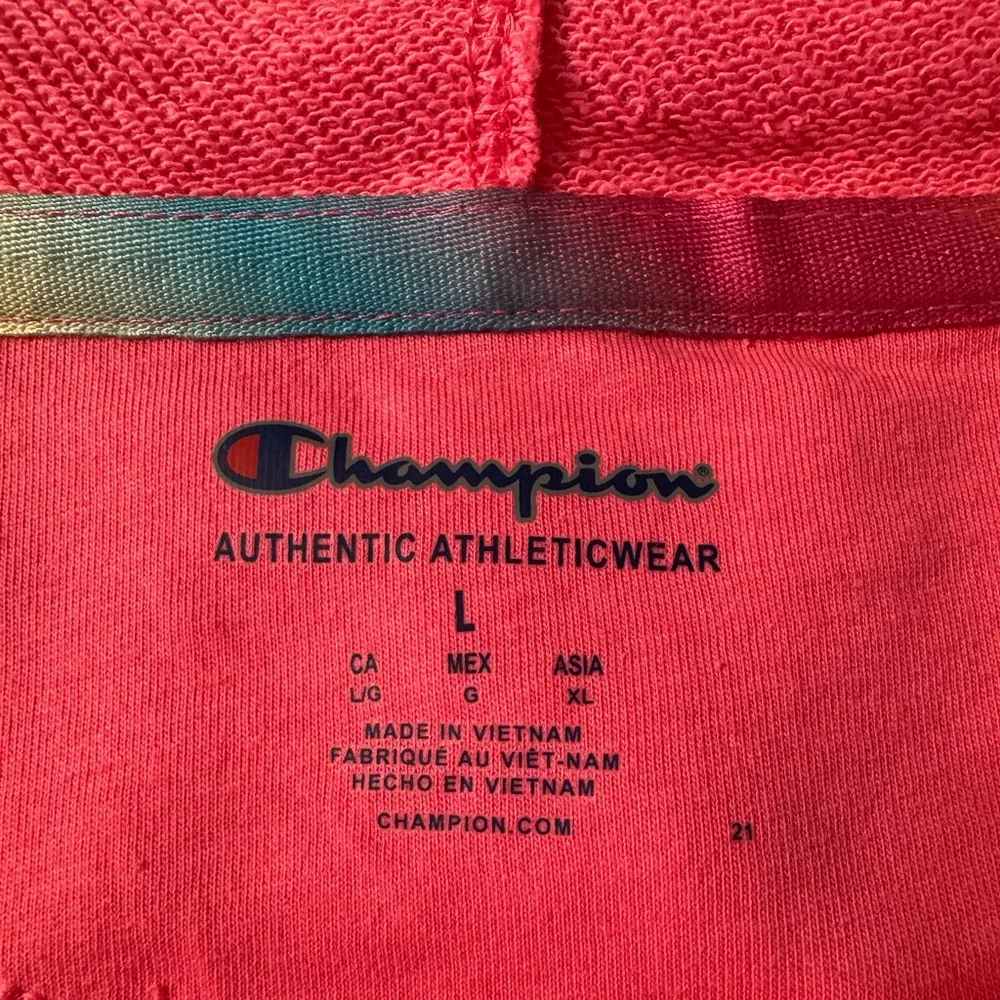 Champion®
AUTHENTIC ATHLETICWEAR
L
CA MEX ASIA
L/G G XL
MADE IN VIETNAM
FABRIQUÉ AU VIÊT-NAM
HECHO EN VIETNAM
CHAMPION.COM
21